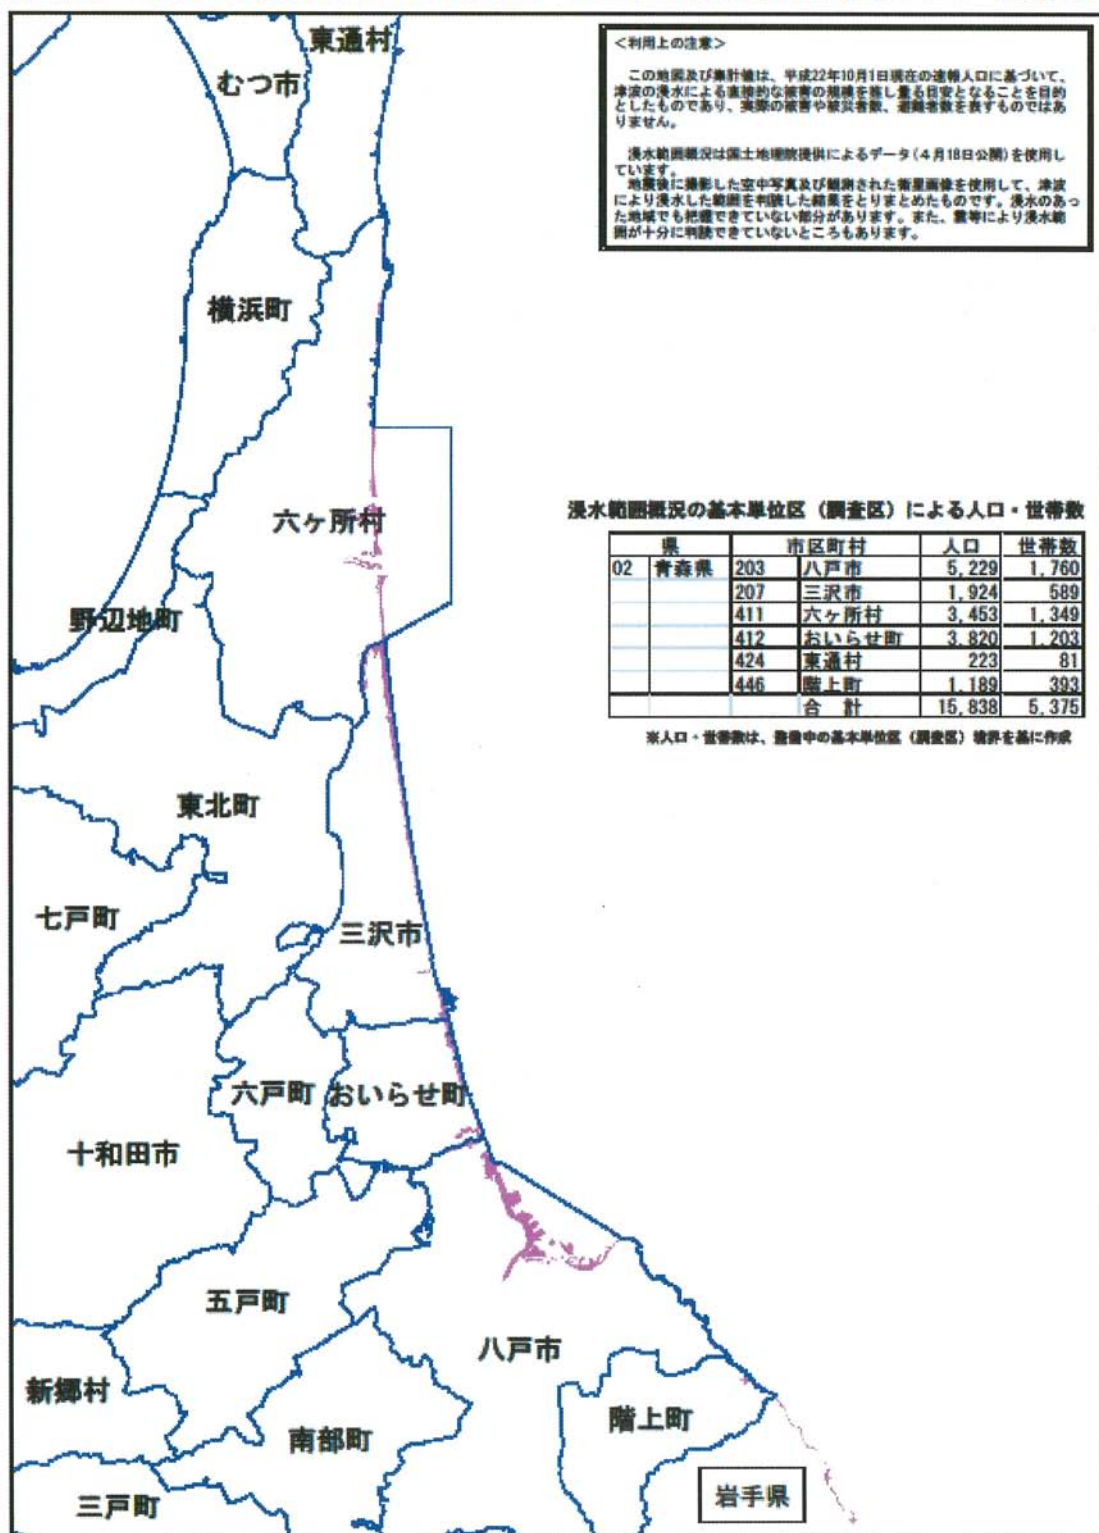 東通村
むつ市
<利用上の注意>
この地図及び集計値は、平成22年10月1日現在の速報人口に基づいて、
津波の浸水による直接的な被害の規模を推し量る目安となることを目的
としたものであり、実際の被害や被災者数、避難者数を表すものではあ
りません。
浸水範囲概況は国土地理院提供によるデータ(4月18日公開)を使用し
ています。
地震後に撮影した空中写真及び観測された衛星画像を使用して、津波
により浸水した範囲を判読した結果をとりまとめたものです。浸水のあっ
た地域でも把握できていない部分があります。また、雲等により浸水範
囲が十分に判読できていないところもあります。
横浜町
六ヶ所村
野辺地町
浸水範囲概況の基本単位区（調査区）による人口・世帯数
県 市区町村 人口 世帯数
02 青森県 203 八戸市 5,229 1,760
207 三沢市 1,924 589
411 六ヶ所村 3,453 1,349
412 おいらせ町 3,820 1,203
424 東通村 223 81
446 階上町 1,189 393
合 計 15,838 5,375
※人口・世帯数は、整備中の基本単位区（調査区）境界を基に作成
東北町
七戸町
三沢市
六戸町
おいらせ町
十和田市
五戸町
八戸市
新郷村
南部町
階上町
三戸町
岩手県